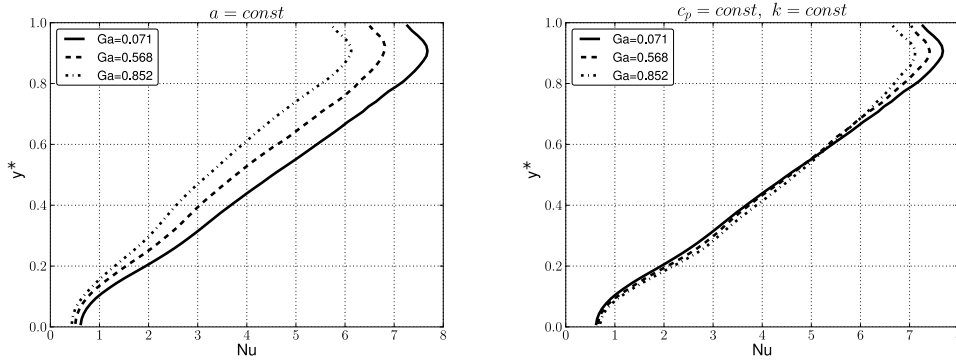 a = const
Ga=0.071
Ga=0.568
Ga=0.852
y*
1.0
0.8
0.6
0.4
0.2
0.0
0 1 2 3 4 5 6 7 8
Nu
c_p = const, k = const
Ga=0.071
Ga=0.568
Ga=0.852
y*
1.0
0.8
0.6
0.4
0.2
0.0
0 1 2 3 4 5 6 7
Nu